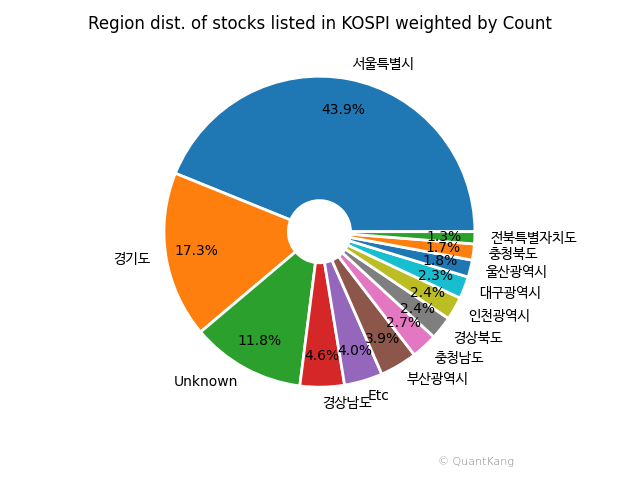 Region dist. of stocks listed in KOSPI weighted by Count
서울특별시
43.9%
경기도
17.3%
Unknown
11.8%
경상남도
4.6%
Etc
4.0%
부산광역시
3.9%
충청남도
2.7%
경상북도
2.4%
인천광역시
2.4%
대구광역시
2.3%
울산광역시
1.8%
충청북도
1.7%
전북특별자치도
1.3%
© QuantKang